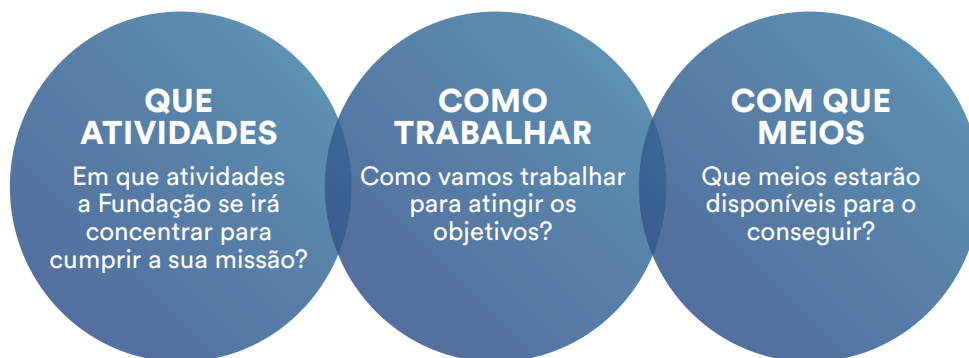 QUE
ATIVIDADES
Em que atividades
a Fundação se irá
concentrar para
cumprir a sua missão?
COMO
TRABALHAR
Como vamos trabalhar
para atingir os
objetivos?
COM QUE
MEIOS
Que meios estarão
disponíveis para o
conseguir?